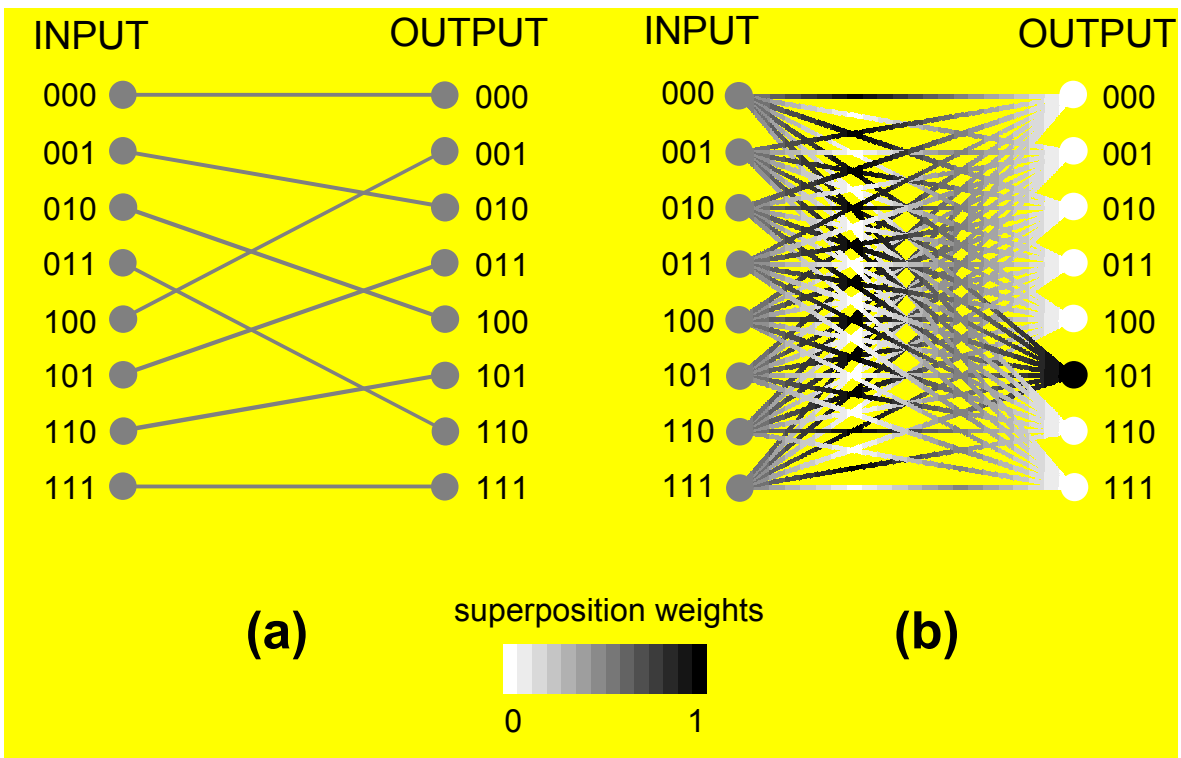 INPUT OUTPUT INPUT OUTPUT
000 000 000 000
001 001 001 001
010 010 010 010
011 011 011 011
100 100 100 100
101 101 101 101
110 110 110 110
111 111 111 111
superposition weights
(a) (b)
0 1